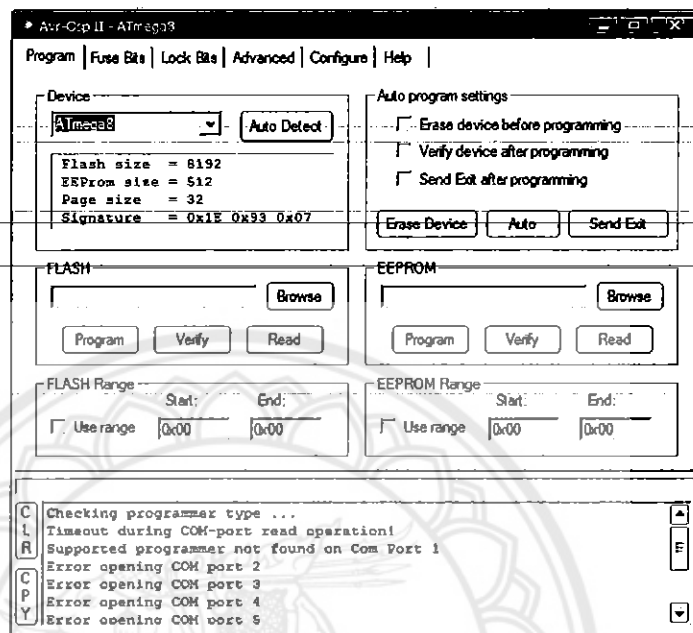 Avr-Osp II - ATmega8
Program Fuse Bits Lock Bits Advanced Configure Help
Device
ATmega8 Auto Detect
Flash size = 8192
EEProm size = 512
Page size = 32
Signature = 0x1E 0x93 0x07
Auto program settings
Erase device before programming
Verify device after programming
Send Exit after programming
Erase Device Auto Send Exit
FLASH
Browse
Program Verify Read
EEPROM
Browse
Program Verify Read
FLASH Range
Start: End:
Use range 0x00 0x00
EEPROM Range
Start: End:
Use range 0x00 0x00
CLR
CPY
Checking programmer type ...
Timeout during COM-port read operation!
Supported programmer not found on Com Port 1
Error opening COM port 2
Error opening COM port 3
Error opening COM port 4
Error opening COM port 5